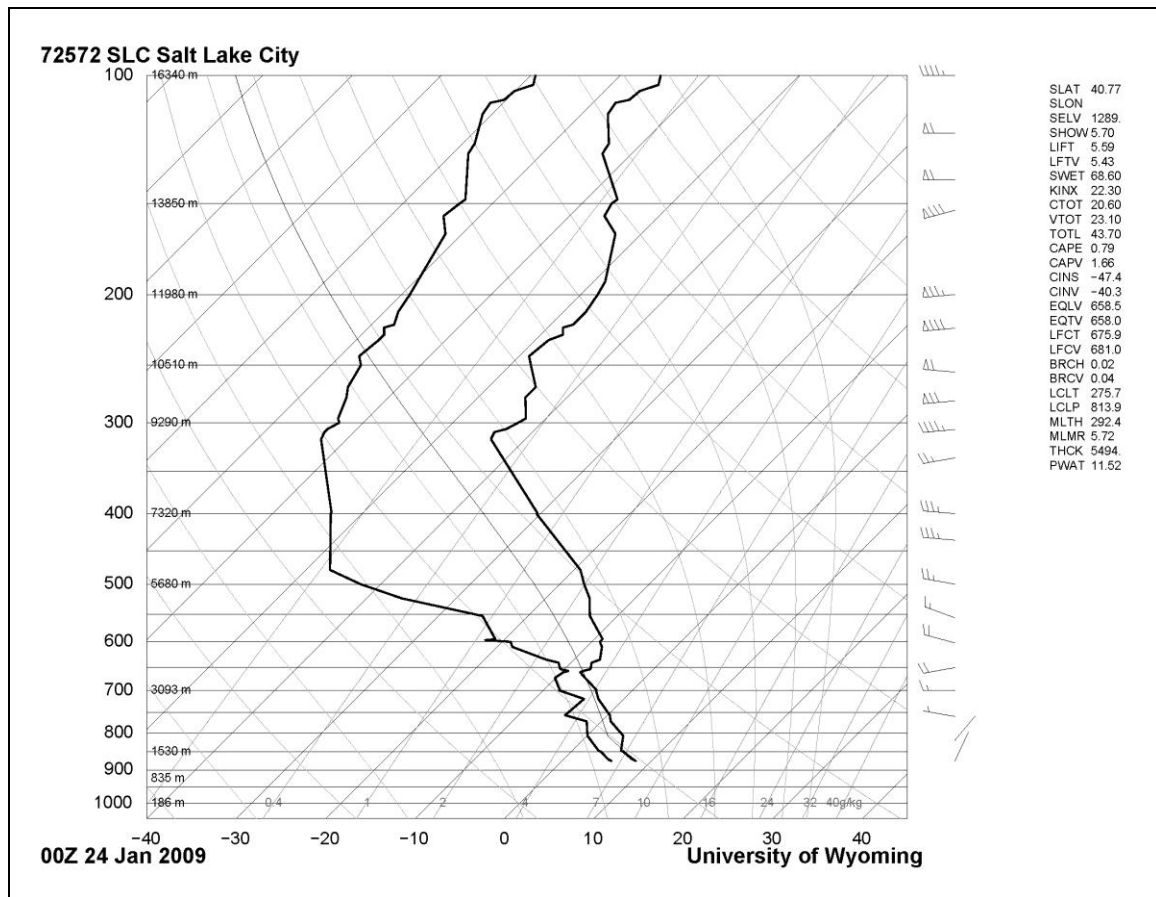 72572 SLC Salt Lake City
100
16340 m
13850 m
200
11980 m
10510 m
300
9290 m
400
7320 m
500
5680 m
600
700
3093 m
800
1530 m
900
835 m
1000
186 m
0.4 1 2 4 7 10 16 24 32 40g/kg
−40 −30 −20 −10 0 10 20 30 40
00Z 24 Jan 2009
University of Wyoming
SLAT 40.77
SLON
SELV 1289.
SHOW 5.70
LIFT 5.59
LFTV 5.43
SWET 68.60
KINX 22.30
CTOT 20.60
VTOT 23.10
TOTL 43.70
CAPE 0.79
CAPV 1.66
CINS −47.4
CINV −40.3
EQLV 658.5
EQTV 658.0
LFCT 675.9
LFCV 681.0
BRCH 0.02
BRCV 0.04
LCLT 275.7
LCLP 813.9
MLTH 292.4
MLMR 5.72
THCK 5494.
PWAT 11.52